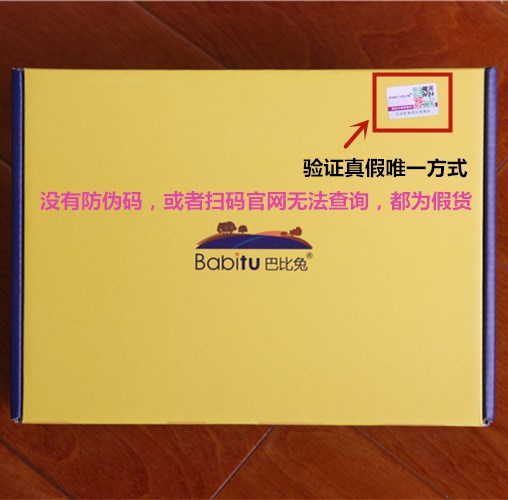 验证真假唯一方式
没有防伪码，或者扫码官网无法查询，都为假货
Babitu 巴比兔®